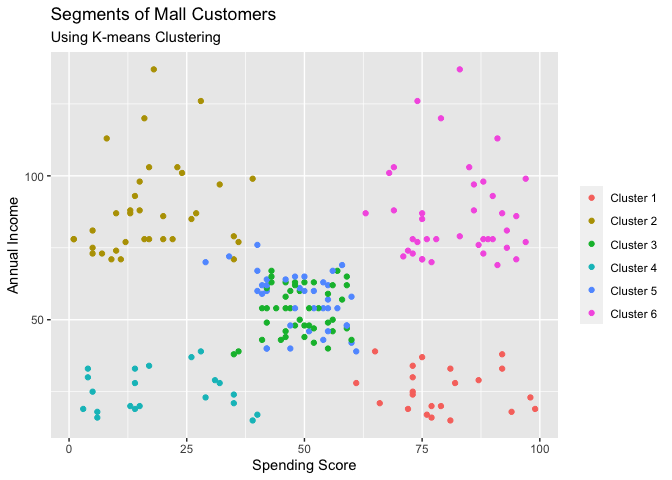 Segments of Mall Customers
Using K-means Clustering
Annual Income
100
50
0
25
50
75
100
Spending Score
Cluster 1
Cluster 2
Cluster 3
Cluster 4
Cluster 5
Cluster 6